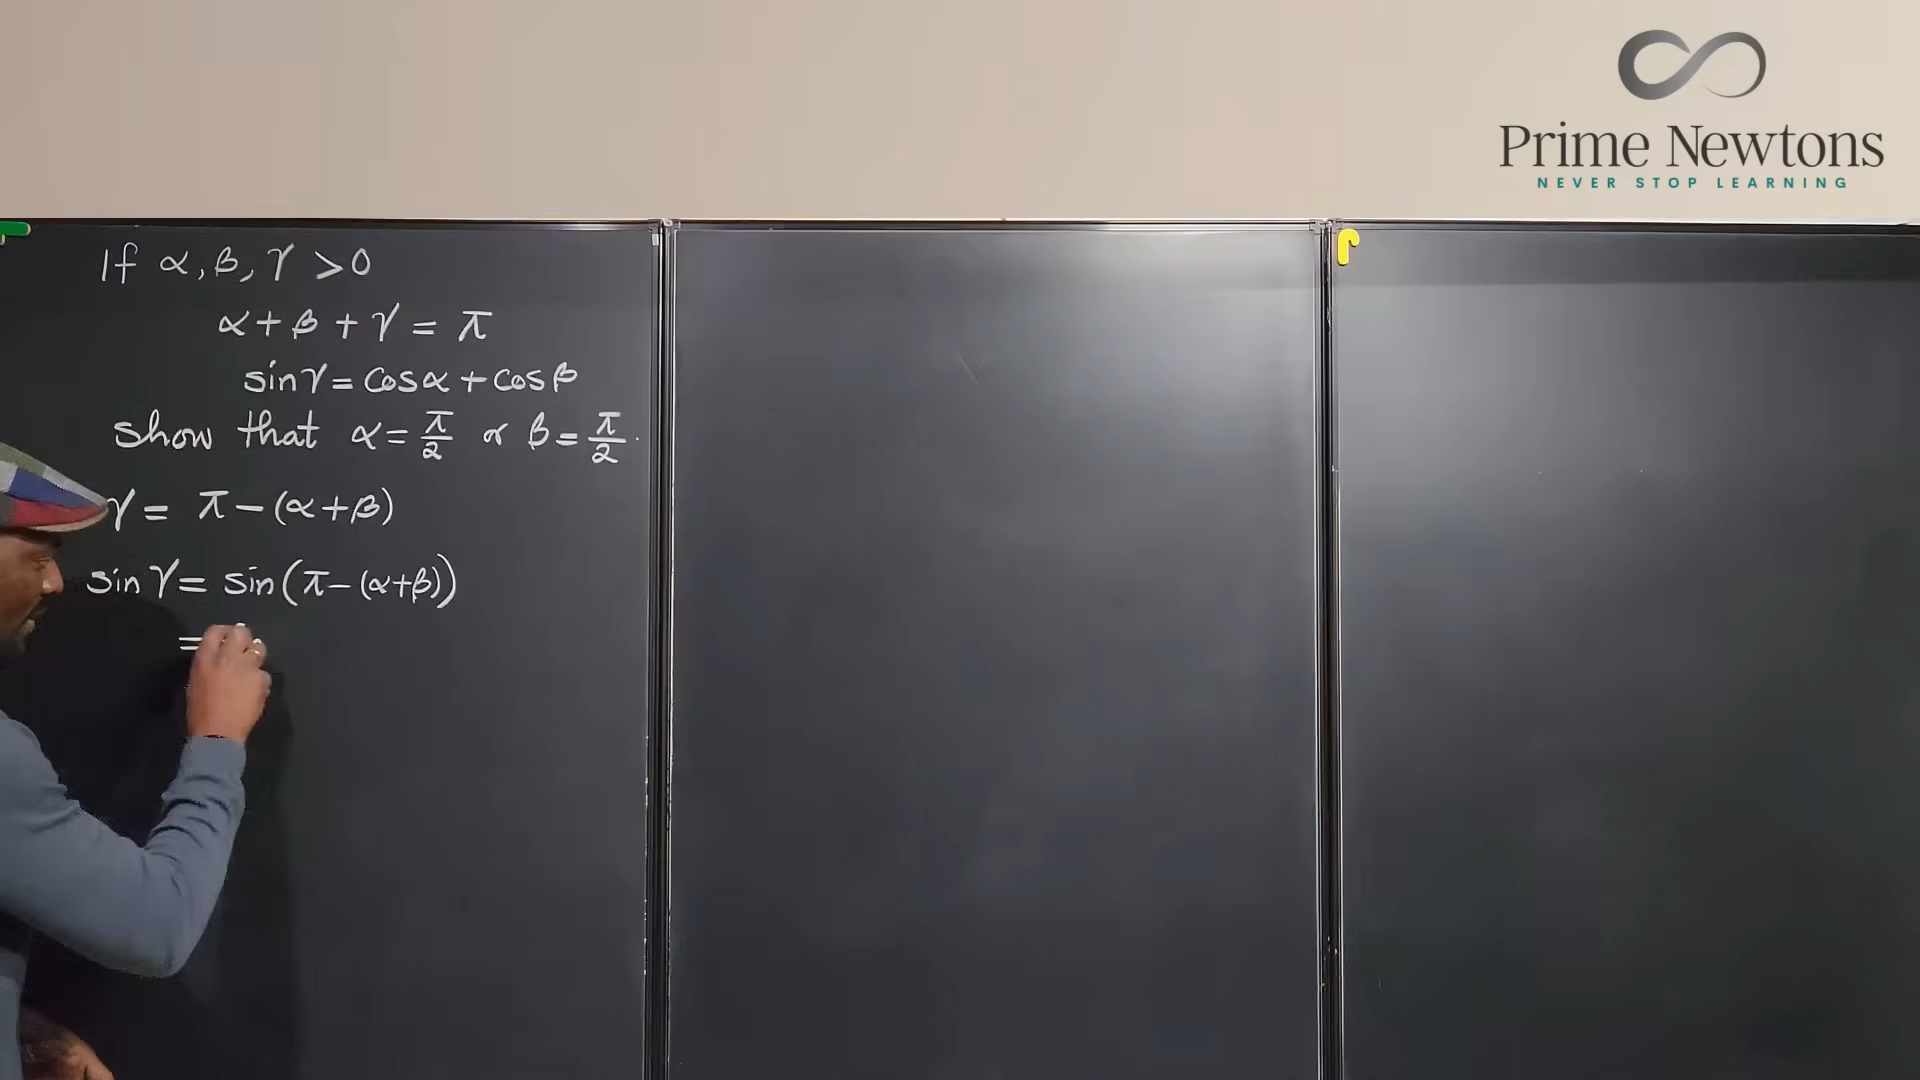 Prime Newtons
NEVER STOP LEARNING
If α, β, γ > 0
α + β + γ = π
sin γ = cos α + cos β
show that α = π/2 or β = π/2.
γ = π - (α + β)
sin γ = sin (π - (α + β))
=